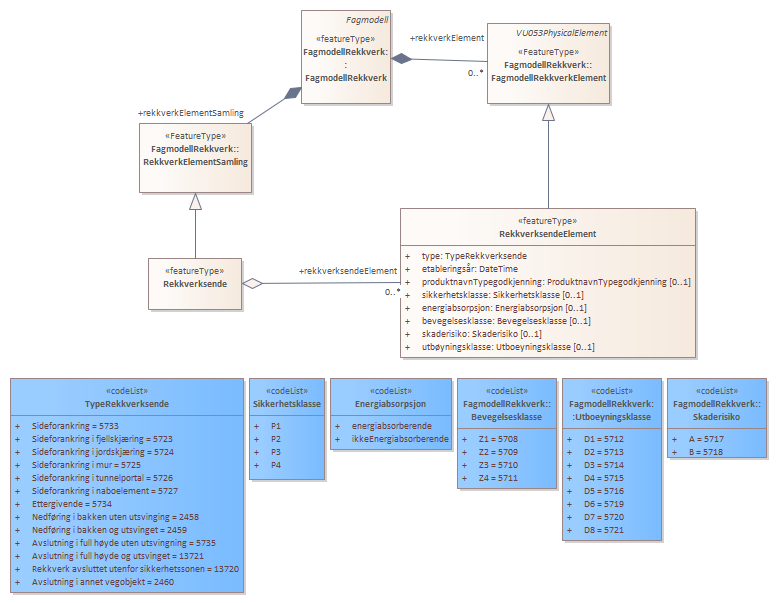 Fagmodell
«featureType»
FagmodellRekkverk:
:
FagmodellRekkverk
+rekkverkElement
0..*
VU053PhysicalElement
«FeatureType»
FagmodellRekkverk::
FagmodellRekkverkElement
+rekkverkElementSamling
«FeatureType»
FagmodellRekkverk::
RekkverkElementSamling
«featureType»
Rekkverksende
+rekkverksendeElement
0..*
«featureType»
RekkverksendeElement
+ type: TypeRekkverksende
+ etableringsår: DateTime
+ produktnavnTypegodkjenning: ProduktnavnTypegodkjenning [0..1]
+ sikkerhetsklasse: Sikkerhetsklasse [0..1]
+ energiabsorpsjon: Energiabsorpsjon [0..1]
+ bevegelsesklasse: Bevegelsesklasse [0..1]
+ skaderisiko: Skaderisiko [0..1]
+ utbøyningsklasse: Utboeyningsklasse [0..1]
«codeList»
TypeRekkverksende
+ Sideforankring = 5733
+ Sideforankring i fjellskjæring = 5723
+ Sideforankring i jordskjæring = 5724
+ Sideforankring i mur = 5725
+ Sideforankring i tunnelportal = 5726
+ Sideforankring i naboelement = 5727
+ Ettergivende = 5734
+ Nedføring i bakken uten utsvinging = 2458
+ Nedføring i bakken og utsvinget = 2459
+ Avslutning i full høyde uten utsvingning = 5735
+ Avslutning i full høyde og utsvinget = 13721
+ Rekkverk avsluttet utenfor sikkerhetssonen = 13720
+ Avslutning i annet vegobjekt = 2460
«codeList»
Sikkerhetsklasse
+ P1
+ P2
+ P3
+ P4
«codeList»
Energiabsorpsjon
+ energiabsorberende
+ ikkeEnergiabsorberende
«codeList»
FagmodellRekkverk::
Bevegelsesklasse
+ Z1 = 5708
+ Z2 = 5709
+ Z3 = 5710
+ Z4 = 5711
«codeList»
FagmodellRekkverk:
:Utboeyningsklasse
+ D1 = 5712
+ D2 = 5713
+ D3 = 5714
+ D4 = 5715
+ D5 = 5716
+ D6 = 5719
+ D7 = 5720
+ D8 = 5721
«codeList»
FagmodellRekkverk::
Skaderisiko
+ A = 5717
+ B = 5718